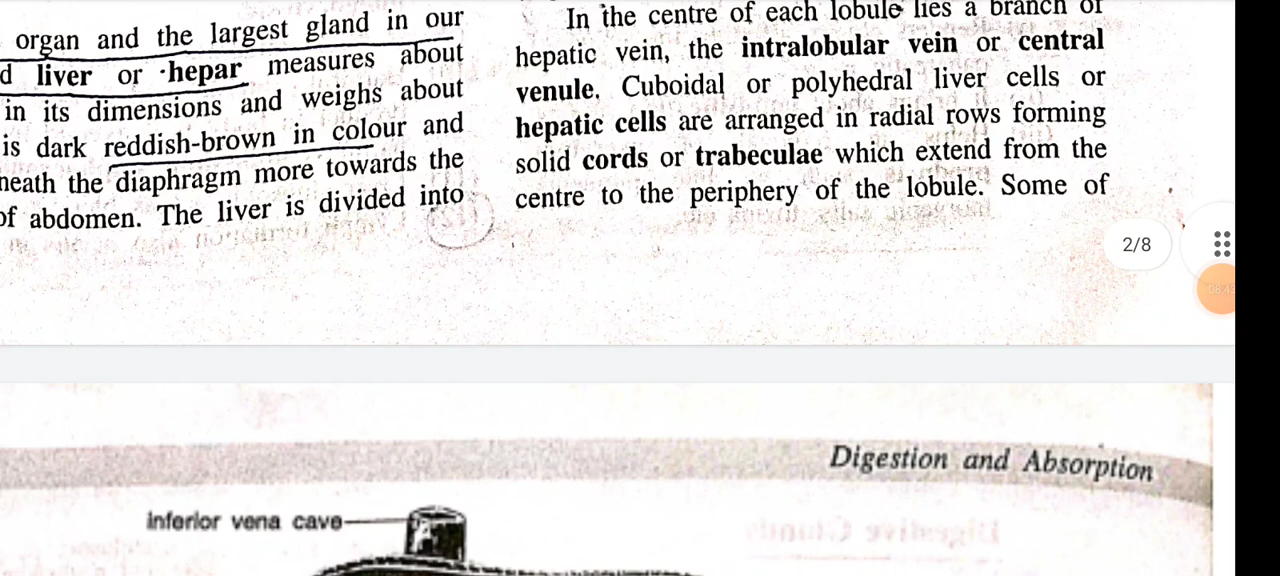 organ and the largest gland in our
d liver or hepar measures about
in its dimensions and weighs about
is dark reddish-brown in colour and
neath the diaphragm more towards the
of abdomen. The liver is divided into
In the centre of each lobule lies a branch of
hepatic vein, the intralobular vein or central
venule. Cuboidal or polyhedral liver cells or
hepatic cells are arranged in radial rows forming
solid cords or trabeculae which extend from the
centre to the periphery of the lobule. Some of
2/8
Digestion and Absorption
inferior vena cave